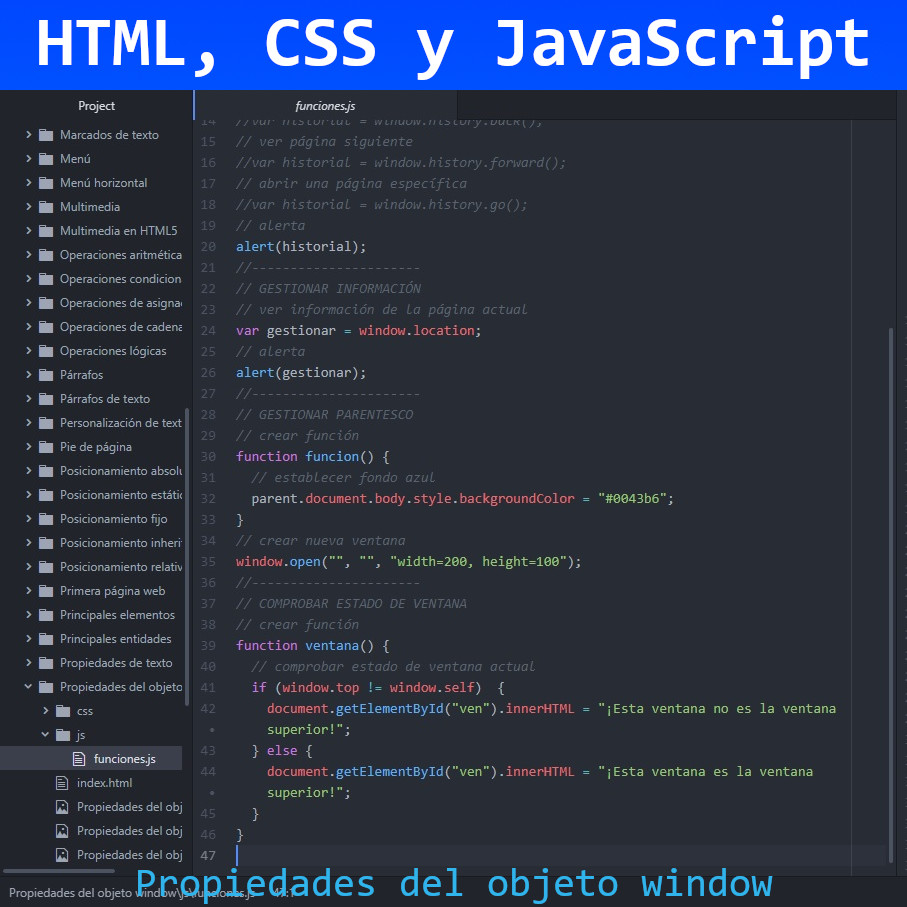 HTML, CSS y JavaScript
Project
funciones.js
Marcados de texto
Menú
Menú horizontal
Multimedia
Multimedia en HTML5
Operaciones aritmética
Operaciones condicion
Operaciones de asigna
Operaciones de cadena
Operaciones lógicas
Párrafos
Párrafos de texto
Personalización de text
Pie de página
Posicionamiento absolu
Posicionamiento estátic
Posicionamiento fijo
Posicionamiento inheri
Posicionamiento relativ
Primera página web
Principales elementos
Principales entidades
Propiedades de texto
Propiedades del objeto
css
js
funciones.js
index.html
Propiedades del obj
Propiedades del obj
Propiedades del obj
14 //var historial = window.history.back();
15 // ver página siguiente
16 //var historial = window.history.forward();
17 // abrir una página específica
18 //var historial = window.history.go();
19 // alerta
20 alert(historial);
21 //----------------------
22 // GESTIONAR INFORMACIÓN
23 // ver información de la página actual
24 var gestionar = window.location;
25 // alerta
26 alert(gestionar);
27 //----------------------
28 // GESTIONAR PARENTESCO
29 // crear función
30 function funcion() {
31 // establecer fondo azul
32 parent.document.body.style.backgroundColor = "#0043b6";
33 }
34 // crear nueva ventana
35 window.open("", "", "width=200, height=100");
36 //----------------------
37 // COMPROBAR ESTADO DE VENTANA
38 // crear función
39 function ventana() {
40 // comprobar estado de ventana actual
41 if (window.top != window.self)  {
42 document.getElementById("ven").innerHTML = "¡Esta ventana no es la ventana
• superior!";
43 } else {
44 document.getElementById("ven").innerHTML = "¡Esta ventana es la ventana
• superior!";
45 }
46 }
47
Propiedades del objeto window\js\funciones.js
Propiedades del objeto window